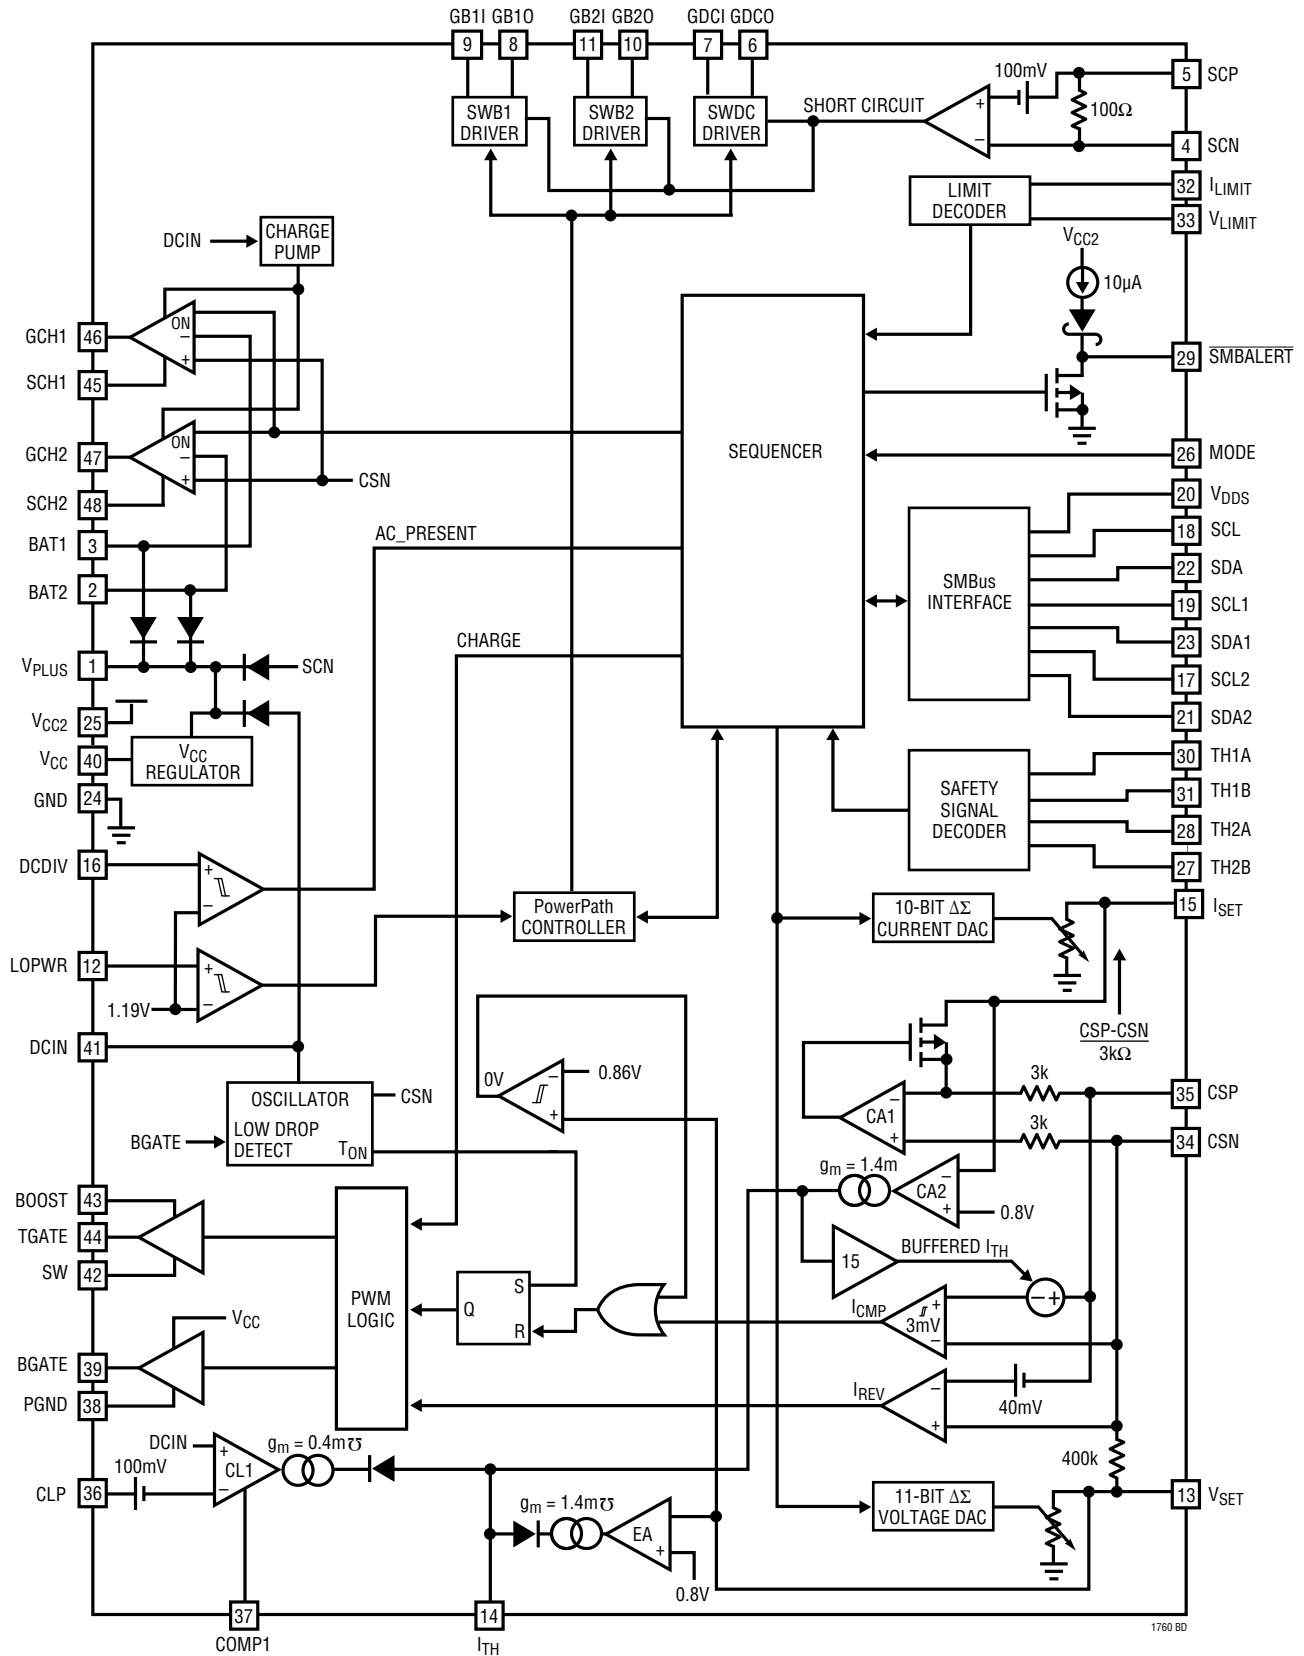 GB1I GB1O GB2I GB2O GDCI GDCO
9 8 11 10 7 6
SWB1 DRIVER
SWB2 DRIVER
SWDC DRIVER
SHORT CIRCUIT
+
−
100mV
100Ω
5 SCP
4 SCN
LIMIT DECODER
32 ILIMIT
33 VLIMIT
VCC2
10µA
29 SMBALERT
DCIN
CHARGE PUMP
GCH1 46
ON
−
+
SCH1 45
GCH2 47
ON
−
+
CSN
SCH2 48
BAT1 3
BAT2 2
AC_PRESENT
SEQUENCER
26 MODE
20 VDDS
18 SCL
22 SDA
19 SCL1
23 SDA1
17 SCL2
21 SDA2
SMBus INTERFACE
CHARGE
VPLUS 1
SCN
VCC2 25
VCC 40
VCC REGULATOR
GND 24
30 TH1A
31 TH1B
28 TH2A
27 TH2B
SAFETY SIGNAL DECODER
DCDIV 16
+
−
LOPWR 12
+
−
1.19V
PowerPath CONTROLLER
10-BIT ΔΣ CURRENT DAC
15 ISET
CSP-CSN
3kΩ
DCIN 41
OSCILLATOR
LOW DROP DETECT
TON
CSN
BGATE
0V
−
+
0.86V
3k
35 CSP
3k
34 CSN
−
CA1
+
gm = 1.4m
−
CA2
+
0.8V
BOOST 43
TGATE 44
SW 42
PWM LOGIC
Q
S
R
15
BUFFERED ITH
−+
ICMP
+
3mV
−
VCC
BGATE 39
PGND 38
IREV
−
+
40mV
400k
DCIN
100mV
CLP 36
+
CL1
−
gm = 0.4m℧
gm = 1.4m℧
EA
+
0.8V
11-BIT ΔΣ VOLTAGE DAC
13 VSET
37
COMP1
14
ITH
1760 BD